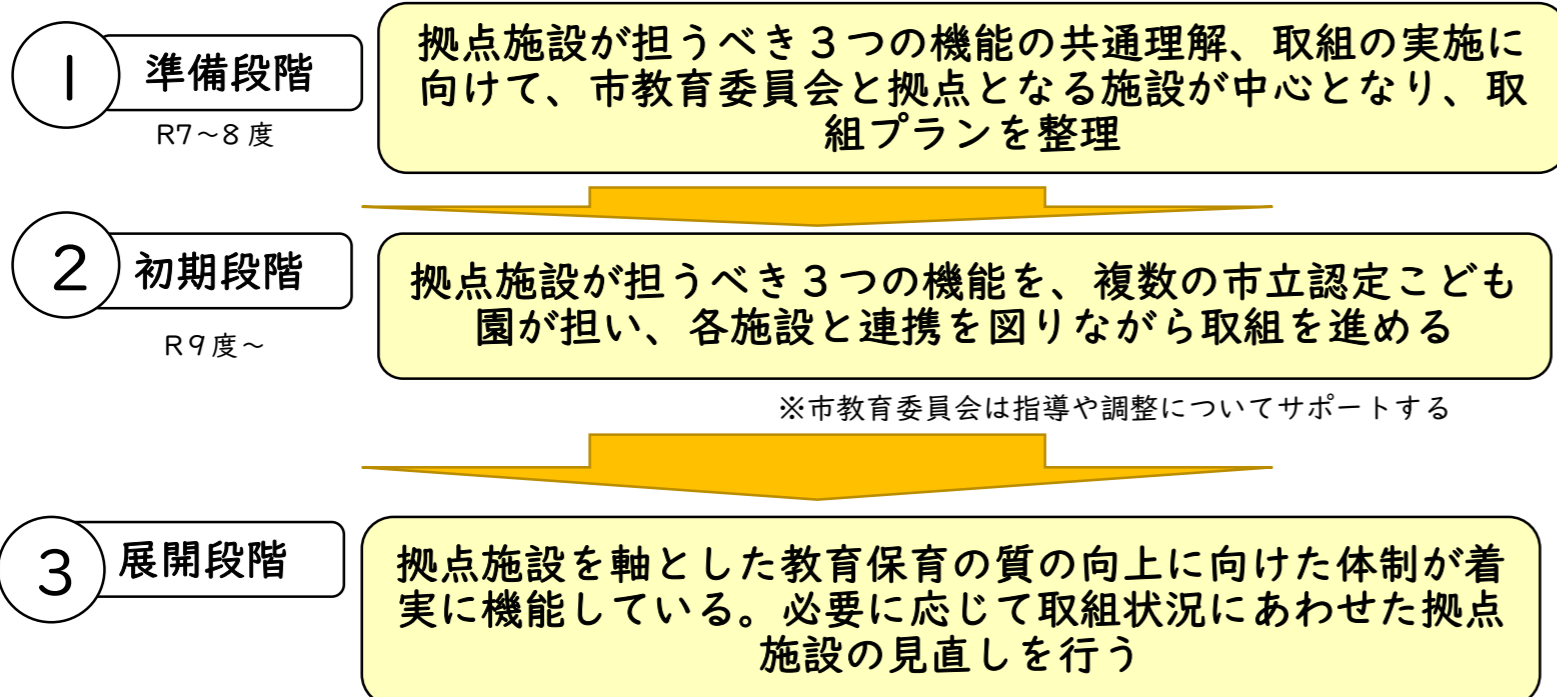 1
準備段階
R7～8度
拠点施設が担うべき３つの機能の共通理解、取組の実施に
向けて、市教育委員会と拠点となる施設が中心となり、取
組プランを整理
2
初期段階
R9度～
拠点施設が担うべき３つの機能を、複数の市立認定こども
園が担い、各施設と連携を図りながら取組を進める
※市教育委員会は指導や調整についてサポートする
3
展開段階
拠点施設を軸とした教育保育の質の向上に向けた体制が着
実に機能している。必要に応じて取組状況にあわせた拠点
施設の見直しを行う